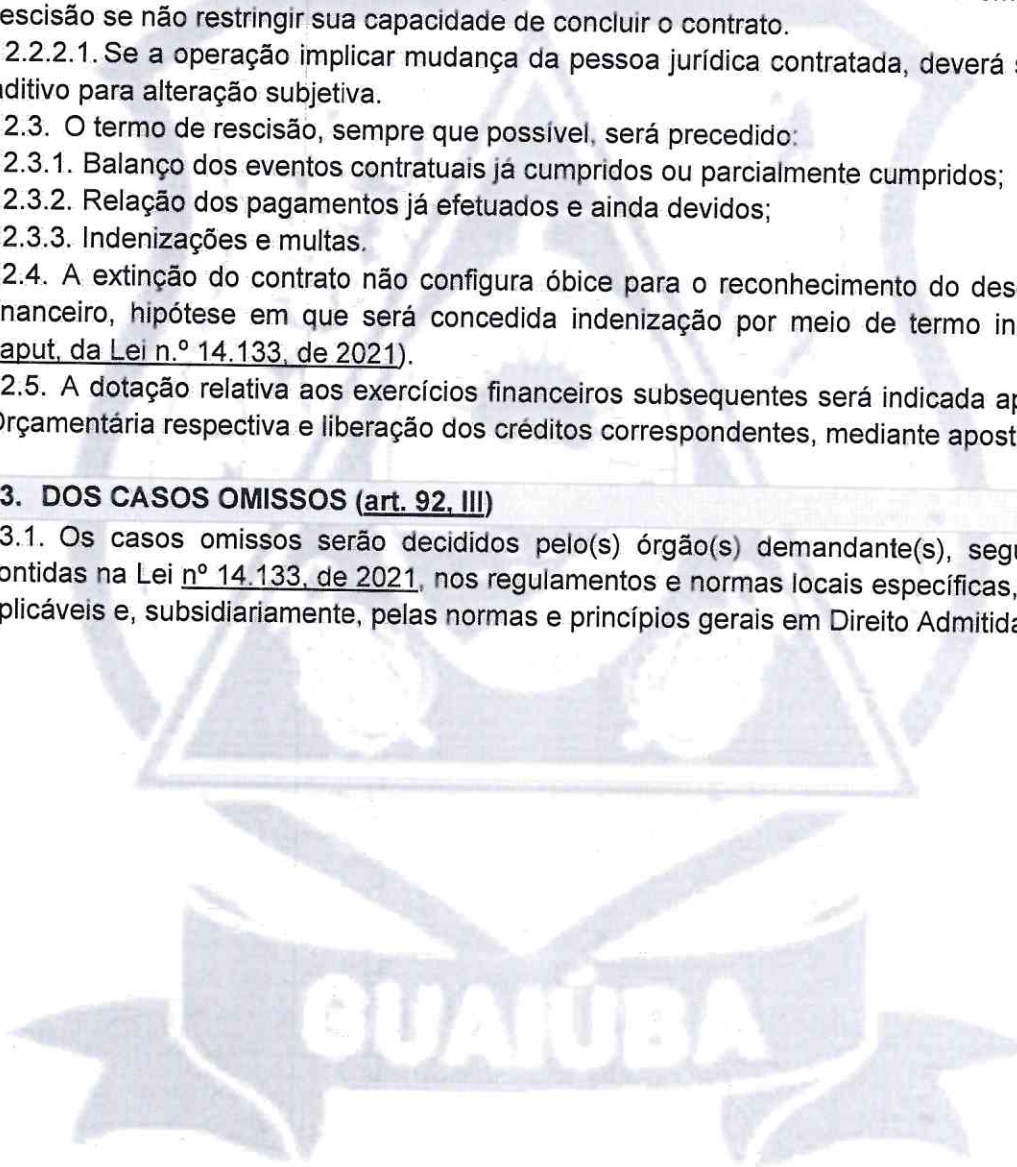 escisão se não restringir sua capacidade de concluir o contrato.
2.2.2.1. Se a operação implicar mudança da pessoa jurídica contratada, deverá s
aditivo para alteração subjetiva.
2.3. O termo de rescisão, sempre que possível, será precedido:
2.3.1. Balanço dos eventos contratuais já cumpridos ou parcialmente cumpridos;
2.3.2. Relação dos pagamentos já efetuados e ainda devidos;
2.3.3. Indenizações e multas.
2.4. A extinção do contrato não configura óbice para o reconhecimento do des
nanceiro, hipótese em que será concedida indenização por meio de termo in
aput, da Lei n.º 14.133, de 2021).
2.5. A dotação relativa aos exercícios financeiros subsequentes será indicada ap
Orçamentária respectiva e liberação dos créditos correspondentes, mediante apost
3. DOS CASOS OMISSOS (art. 92, III)
3.1. Os casos omissos serão decididos pelo(s) órgão(s) demandante(s), segu
ontidas na Lei nº 14.133, de 2021, nos regulamentos e normas locais específicas,
plicáveis e, subsidiariamente, pelas normas e princípios gerais em Direito Admitida
GUAIÚBA